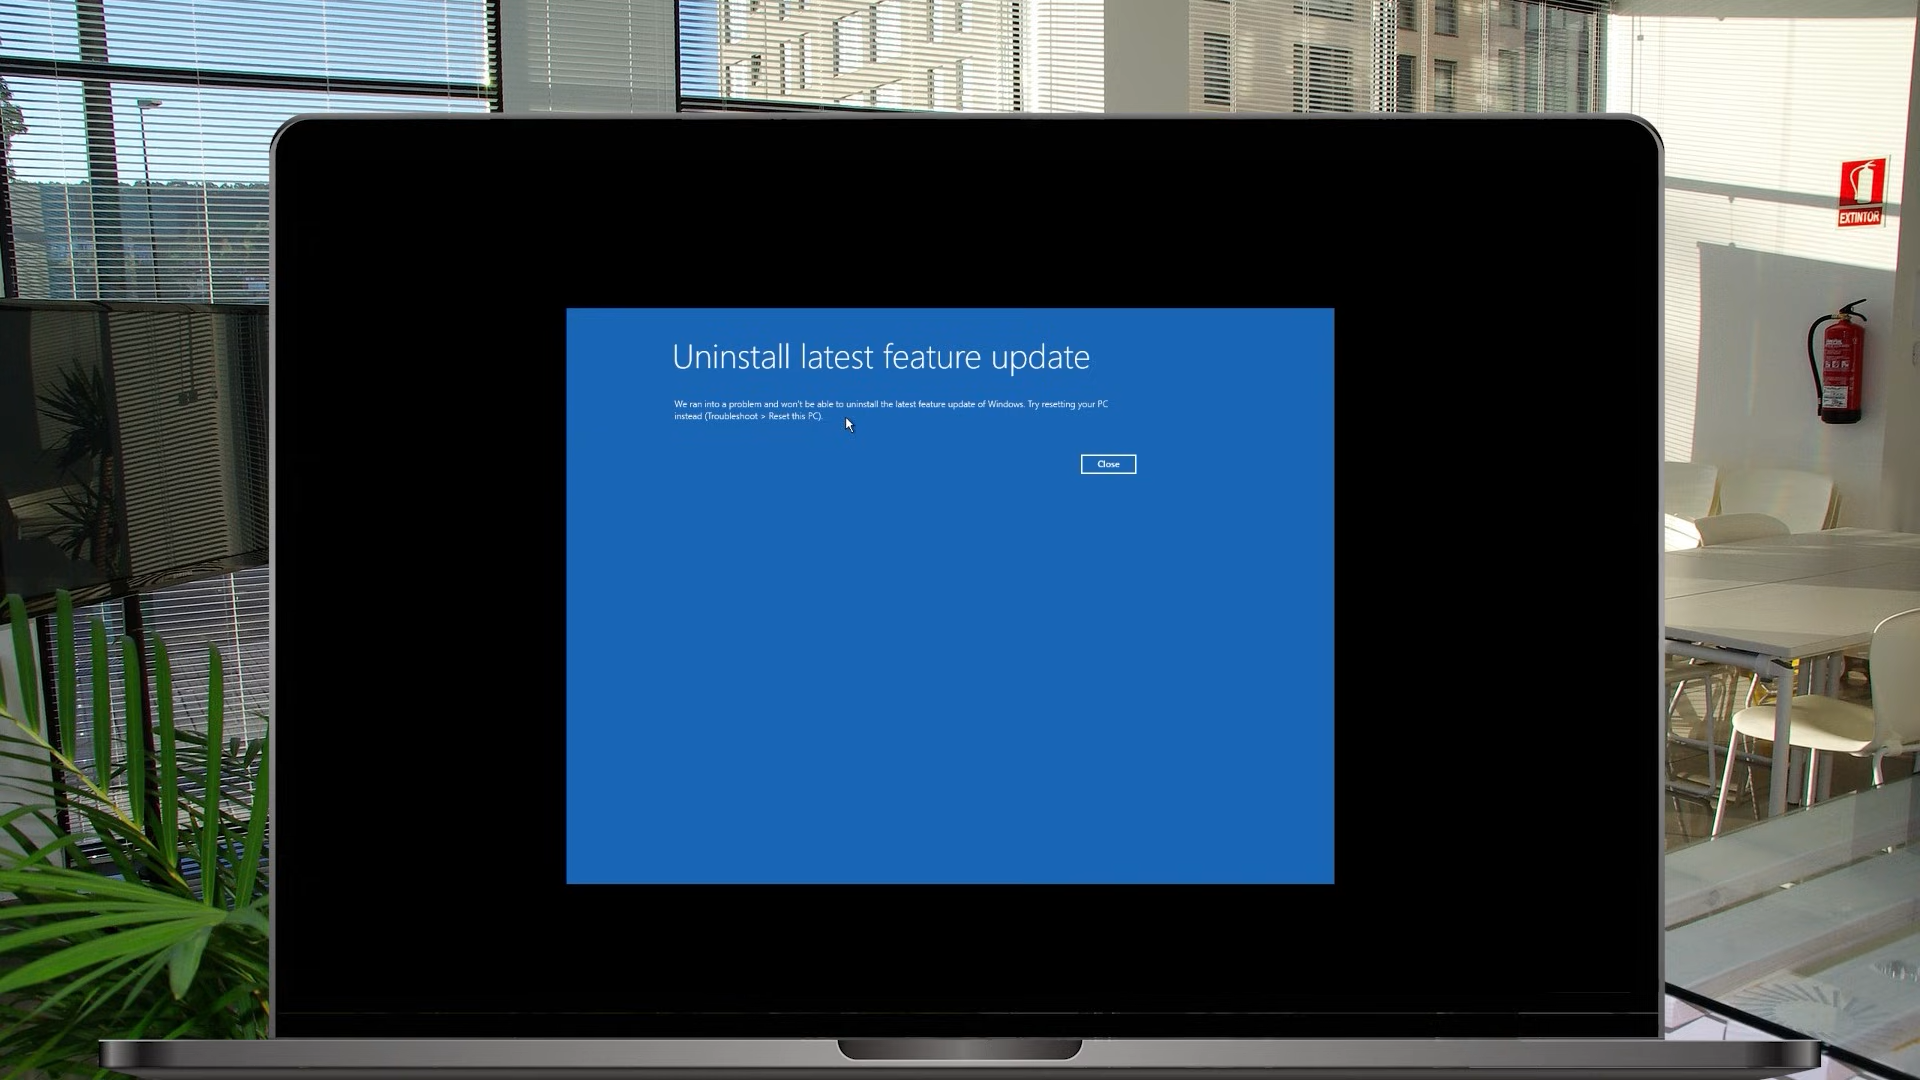 EXTINTOR
Uninstall latest feature update
We ran into a problem and won't be able to uninstall the latest feature update of Windows. Try resetting your PC
instead (Troubleshoot > Reset this PC).
Close